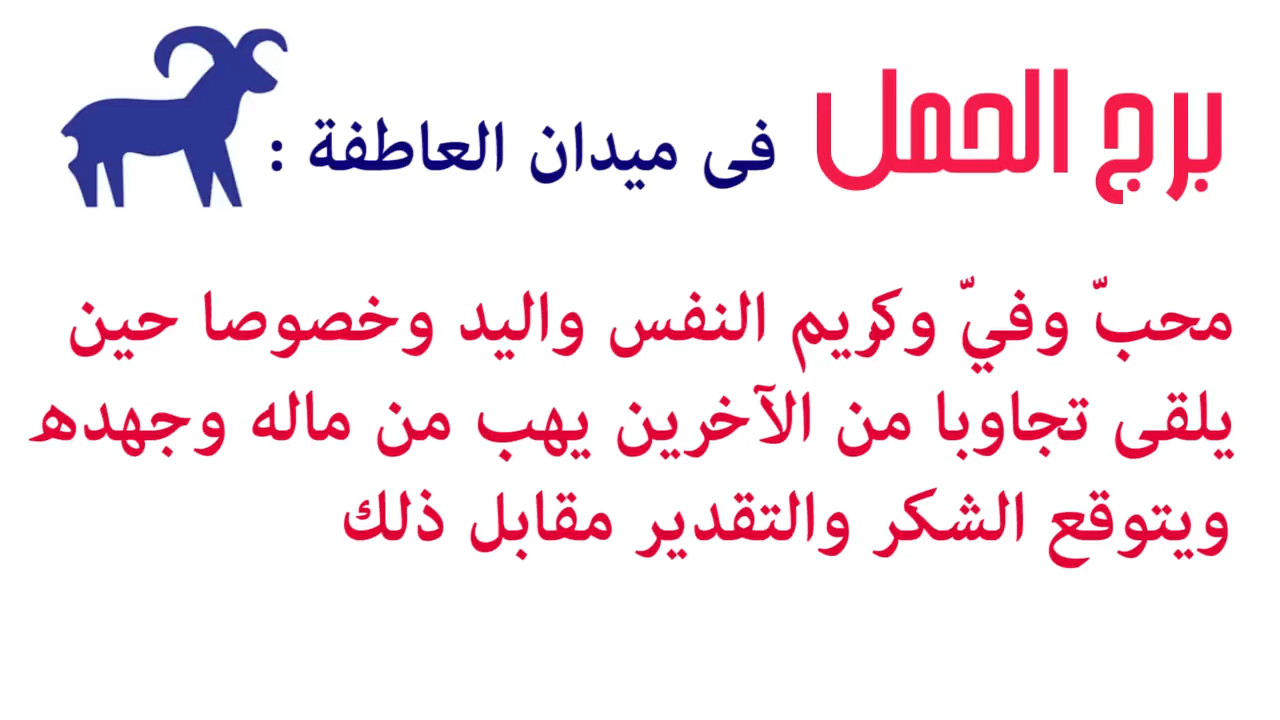 برج الحمل فى ميدان العاطفة :
محبّ وفيّ وكريم النفس واليد وخصوصا حين
يلقى تجاوبا من الآخرين يهب من ماله وجهده
ويتوقع الشكر والتقدير مقابل ذلك